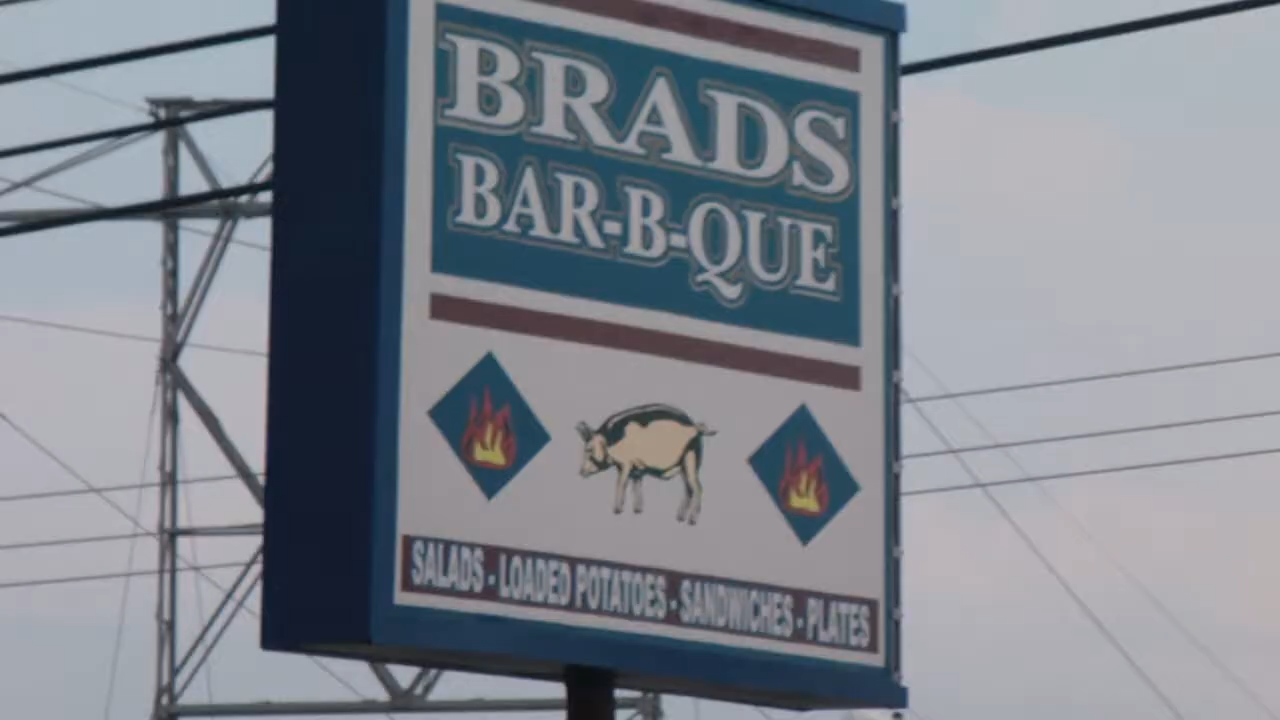 BRADS
BAR-B-QUE
SALADS - LOADED POTATOES - SANDWICHES - PLATES